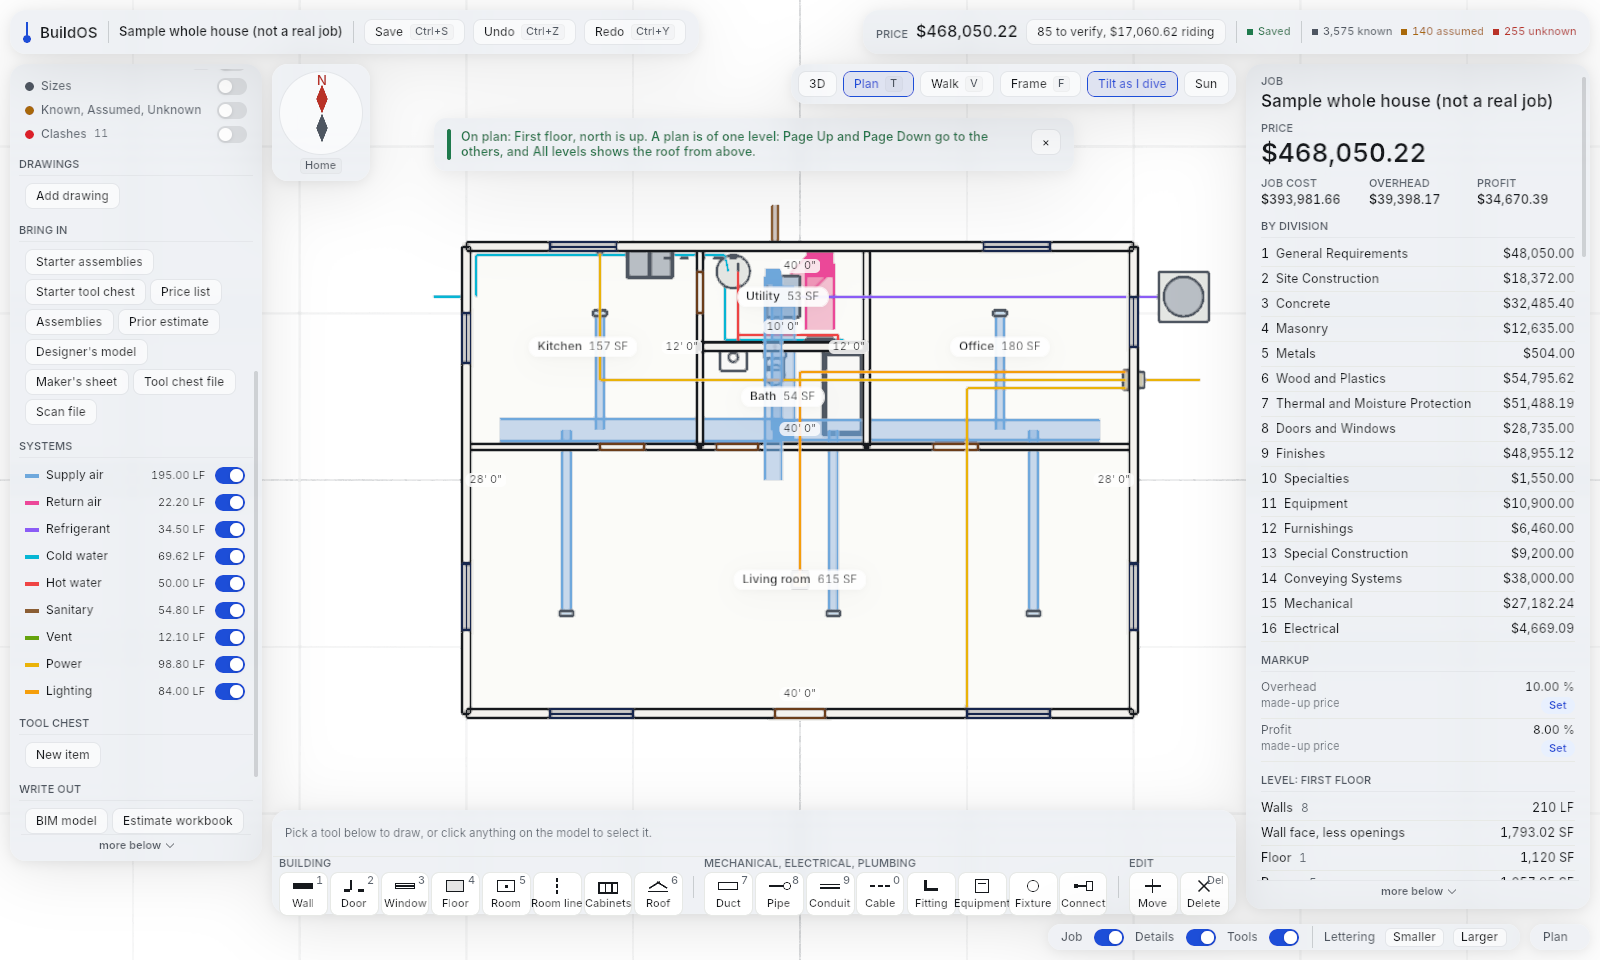 BuildOS
Sample whole house (not a real job)
Save Ctrl+S
Undo Ctrl+Z
Redo Ctrl+Y
PRICE $468,050.22
85 to verify, $17,060.62 riding
Saved
3,575 known
140 assumed
255 unknown
Sizes
Known, Assumed, Unknown
Clashes 11
DRAWINGS
Add drawing
BRING IN
Starter assemblies
Starter tool chest
Price list
Assemblies
Prior estimate
Designer's model
Maker's sheet
Tool chest file
Scan file
SYSTEMS
Supply air 195.00 LF
Return air 22.20 LF
Refrigerant 34.50 LF
Cold water 69.62 LF
Hot water 50.00 LF
Sanitary 54.80 LF
Vent 12.10 LF
Power 98.80 LF
Lighting 84.00 LF
TOOL CHEST
New item
WRITE OUT
BIM model
Estimate workbook
more below
N
Home
3D
Plan T
Walk V
Frame F
Tilt as I dive
Sun
On plan: First floor, north is up. A plan is of one level: Page Up and Page Down go to the
others, and All levels shows the roof from above.
×
40' 0"
Utility 53 SF
10' 0"
Kitchen 157 SF
12' 0"
12' 0"
Office 180 SF
Bath 54 SF
40' 0"
28' 0"
28' 0"
Living room 615 SF
40' 0"
Pick a tool below to draw, or click anything on the model to select it.
BUILDING
Wall 1
Door 2
Window 3
Floor 4
Room 5
Room line
Cabinets
Roof 6
MECHANICAL, ELECTRICAL, PLUMBING
Duct 7
Pipe 8
Conduit 9
Cable 0
Fitting
Equipment
Fixture
Connect
EDIT
Move
Delete Del
JOB
Sample whole house (not a real job)
PRICE
$468,050.22
JOB COST OVERHEAD PROFIT
$393,981.66 $39,398.17 $34,670.39
BY DIVISION
1 General Requirements $48,050.00
2 Site Construction $18,372.00
3 Concrete $32,485.40
4 Masonry $12,635.00
5 Metals $504.00
6 Wood and Plastics $54,795.62
7 Thermal and Moisture Protection $51,488.19
8 Doors and Windows $28,735.00
9 Finishes $48,955.12
10 Specialties $1,550.00
11 Equipment $10,900.00
12 Furnishings $6,460.00
13 Special Construction $9,200.00
14 Conveying Systems $38,000.00
15 Mechanical $27,182.24
16 Electrical $4,669.09
MARKUP
Overhead 10.00 %
made-up price Set
Profit 8.00 %
made-up price Set
LEVEL: FIRST FLOOR
Walls 8 210 LF
Wall face, less openings 1,793.02 SF
Floor 1 1,120 SF
more below
Job
Details
Tools
Lettering
Smaller
Larger
Plan